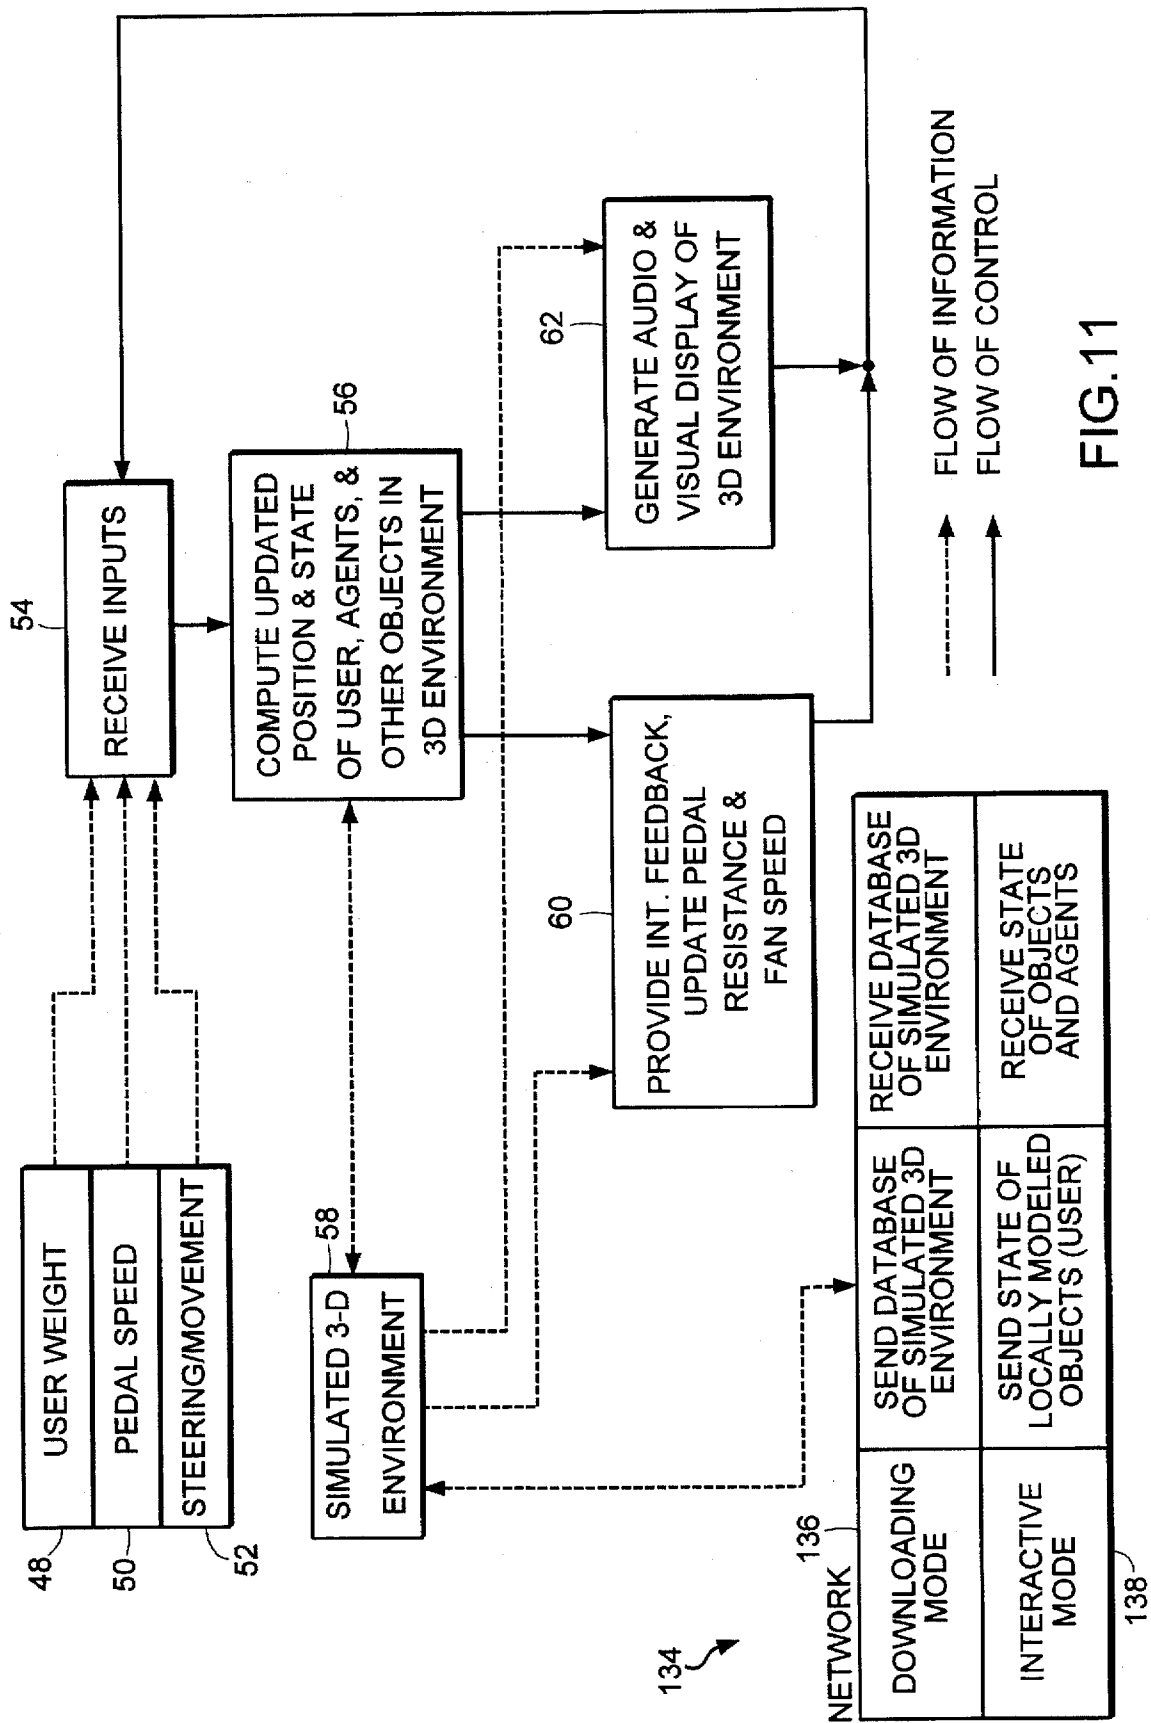 48
USER WEIGHT
50
PEDAL SPEED
52
STEERING/MOVEMENT
54
RECEIVE INPUTS
56
COMPUTE UPDATED
POSITION & STATE
OF USER, AGENTS, &
OTHER OBJECTS IN
3D ENVIRONMENT
58
SIMULATED 3-D
ENVIRONMENT
60
PROVIDE INT. FEEDBACK,
UPDATE PEDAL
RESISTANCE &
FAN SPEED
62
GENERATE AUDIO &
VISUAL DISPLAY OF
3D ENVIRONMENT
134
NETWORK
136
DOWNLOADING
MODE
SEND DATABASE
OF SIMULATED 3D
ENVIRONMENT
RECEIVE DATABASE
OF SIMULATED 3D
ENVIRONMENT
INTERACTIVE
MODE
SEND STATE OF
LOCALLY MODELED
OBJECTS (USER)
RECEIVE STATE
OF OBJECTS
AND AGENTS
138
FLOW OF INFORMATION
FLOW OF CONTROL
FIG.11